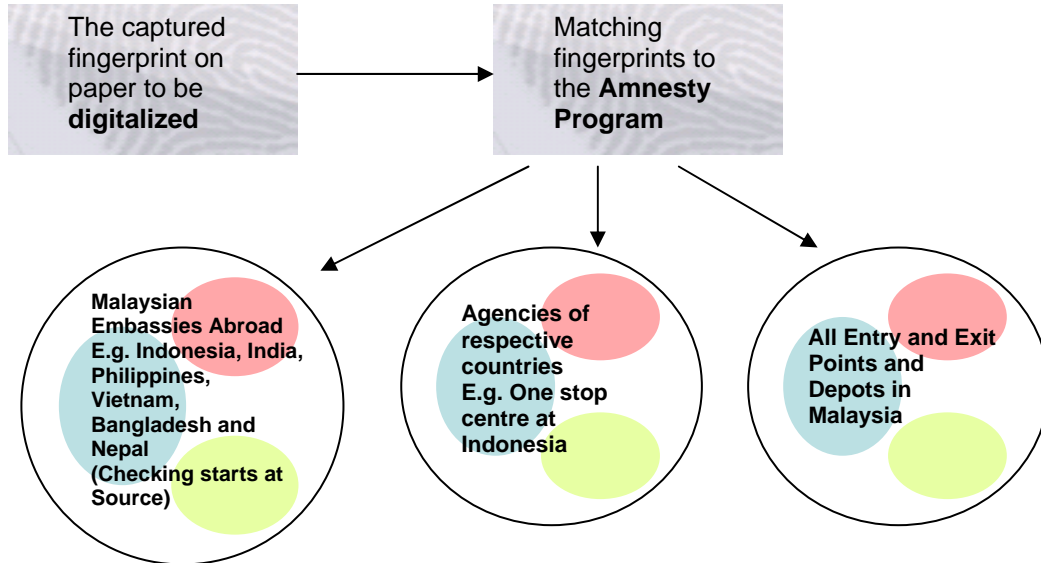 The captured
fingerprint on
paper to be
digitalized
Matching
fingerprints to
the Amnesty
Program
Malaysian
Embassies Abroad
E.g. Indonesia, India,
Philippines,
Vietnam,
Bangladesh and
Nepal
(Checking starts at
Source)
Agencies of
respective
countries
E.g. One stop
centre at
Indonesia
All Entry and Exit
Points and
Depots in
Malaysia